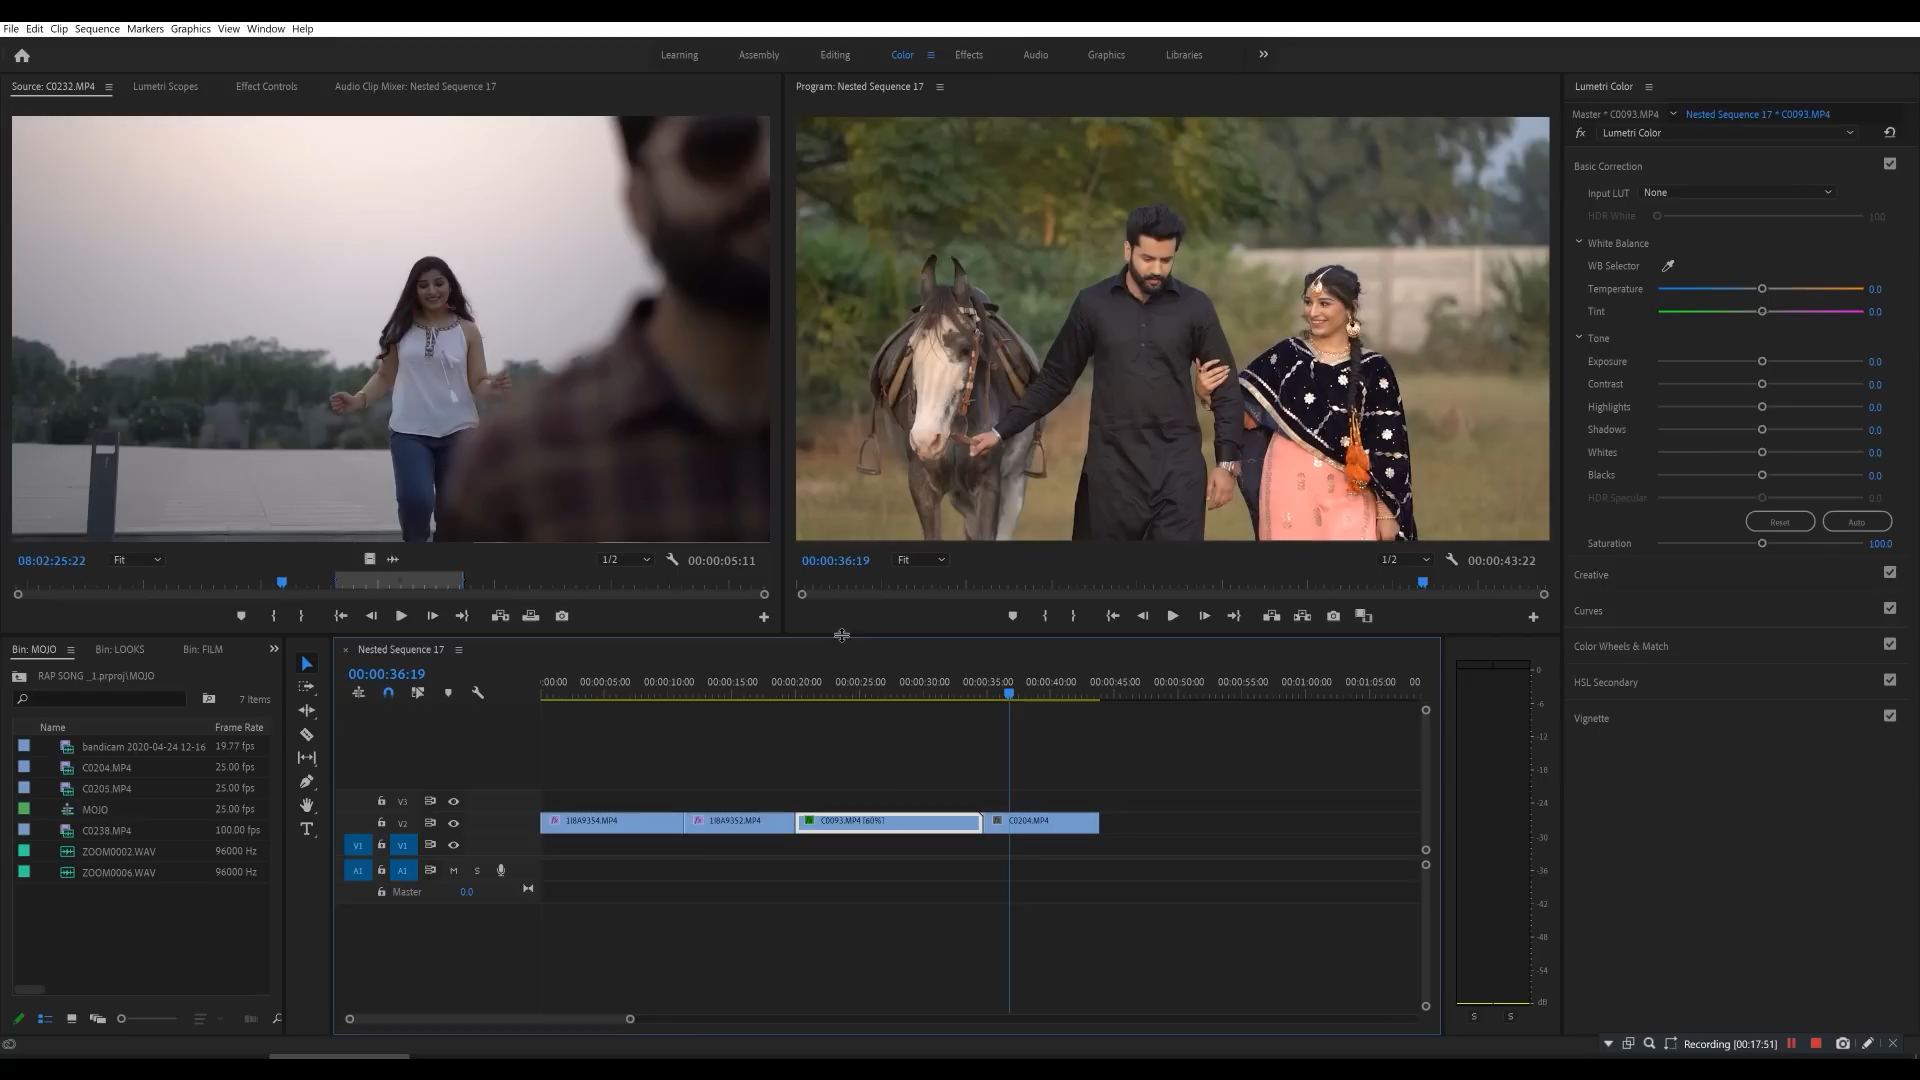 File Edit Clip Sequence Markers Graphics View Window Help
Learning Assembly Editing Color Effects Audio Graphics Libraries
Source: C0232.MP4 Lumetri Scopes Effect Controls Audio Clip Mixer: Nested Sequence 17
Program: Nested Sequence 17
08:02:25:22 Fit 1/2 00:00:05:11
00:00:36:19 Fit 1/2 00:00:43:22
Lumetri Color
Master * C0093.MP4 Nested Sequence 17 * C0093.MP4
fx Lumetri Color
Basic Correction
Input LUT None
HDR White 100
White Balance
WB Selector
Temperature 0.0
Tint 0.0
Tone
Exposure 0.0
Contrast 0.0
Highlights 0.0
Shadows 0.0
Whites 0.0
Blacks 0.0
HDR Specular 0.0
Reset Auto
Saturation 100.0
Creative
Curves
Color Wheels & Match
HSL Secondary
Vignette
Bin: MOJO Bin: LOOKS Bin: FILM
RAP SONG _1.prproj\MOJO
7 Items
Name Frame Rate
bandicam 2020-04-24 12-16 19.77 fps
C0204.MP4 25.00 fps
C0205.MP4 25.00 fps
MOJO 25.00 fps
C0238.MP4 100.00 fps
ZOOM0002.WAV 96000 Hz
ZOOM0006.WAV 96000 Hz
Nested Sequence 17
00:00:36:19
:00:00 00:00:05:00 00:00:10:00 00:00:15:00 00:00:20:00 00:00:25:00 00:00:30:00 00:00:35:00 00:00:40:00 00:00:45:00 00:00:50:00 00:00:55:00 00:01:00:00 00:01:05:00 00
V3
V2 118A9354.MP4 118A9352.MP4 C0093.MP4 [60%] C0204.MP4
V1 V1
A1 A1 M S
Master 0.0
0
-6
-12
-18
-24
-30
-36
-42
-48
-54
dB
S S
Recording [00:17:51]